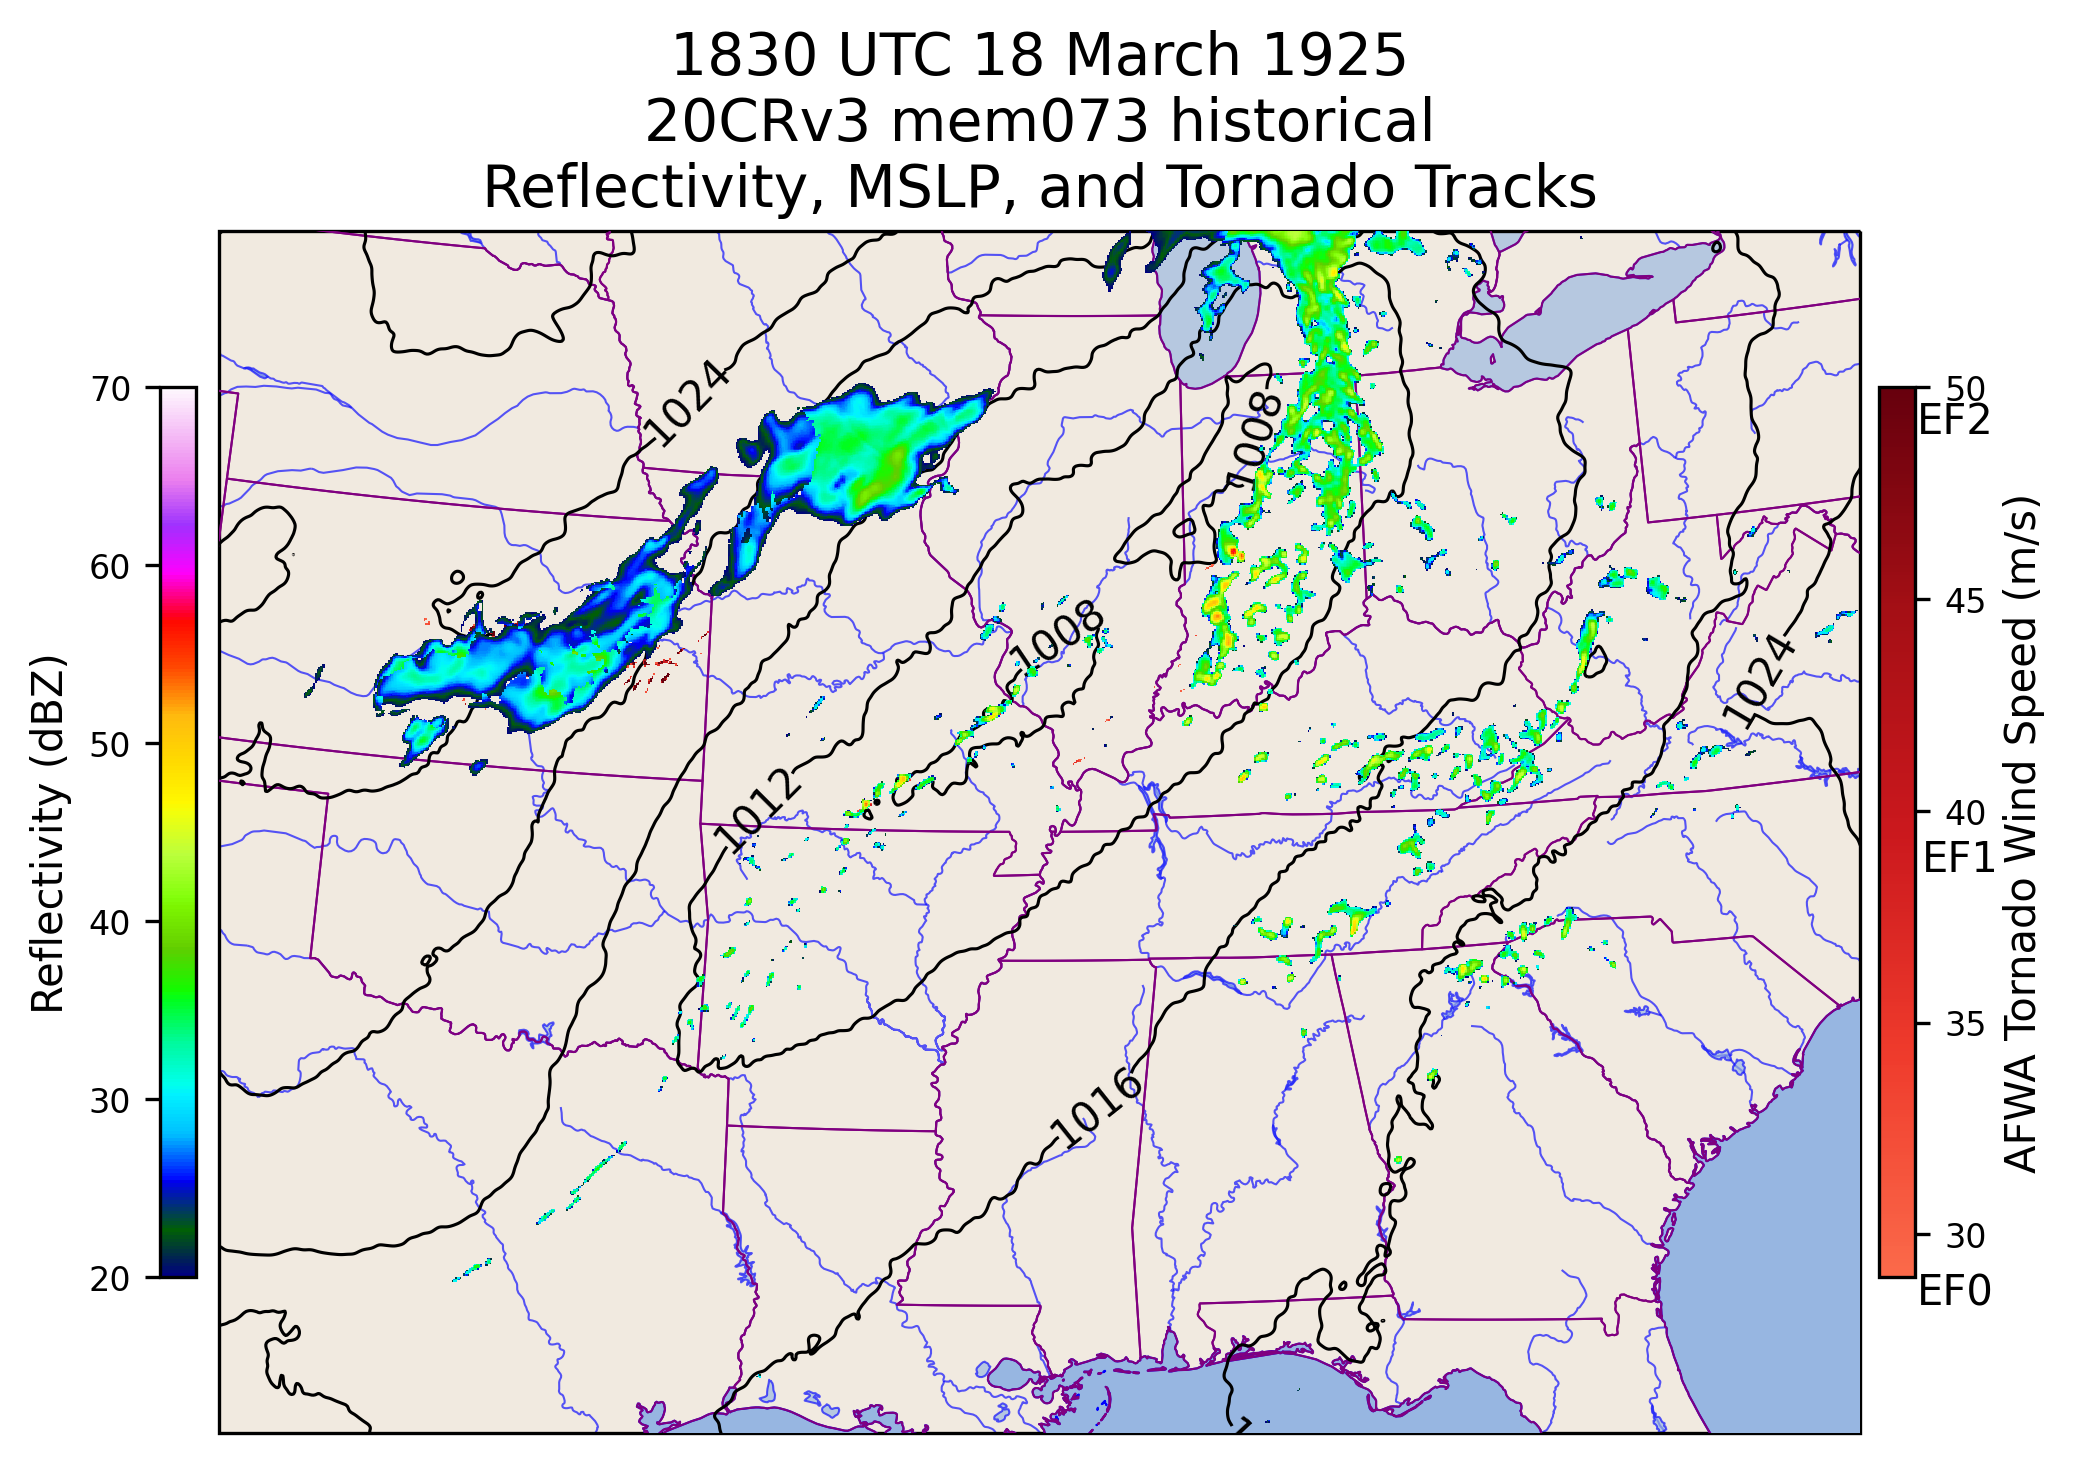 1830 UTC 18 March 1925
20CRv3 mem073 historical
Reflectivity, MSLP, and Tornado Tracks
Reflectivity (dBZ)
70
60
50
40
30
20
1024
1008
1008
1024
1012
1016
50
EF2
45
40
EF1
35
30
EF0
AFWA Tornado Wind Speed (m/s)